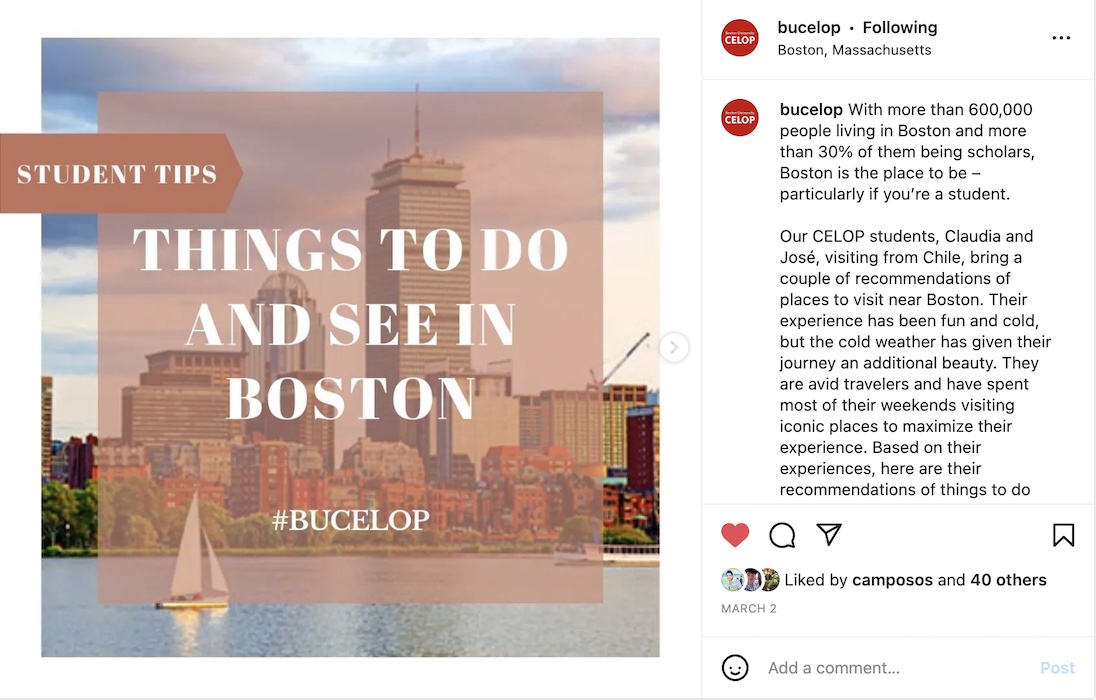 STUDENT TIPS
THINGS TO DO
AND SEE IN
BOSTON
#BUCELOP
Boston University
CELOP
bucelop • Following
Boston, Massachusetts
Boston University
CELOP
bucelop With more than 600,000
people living in Boston and more
than 30% of them being scholars,
Boston is the place to be –
particularly if you’re a student.
Our CELOP students, Claudia and
José, visiting from Chile, bring a
couple of recommendations of
places to visit near Boston. Their
experience has been fun and cold,
but the cold weather has given their
journey an additional beauty. They
are avid travelers and have spent
most of their weekends visiting
iconic places to maximize their
experience. Based on their
experiences, here are their
recommendations of things to do
Liked by camposos and 40 others
MARCH 2
Add a comment...
Post